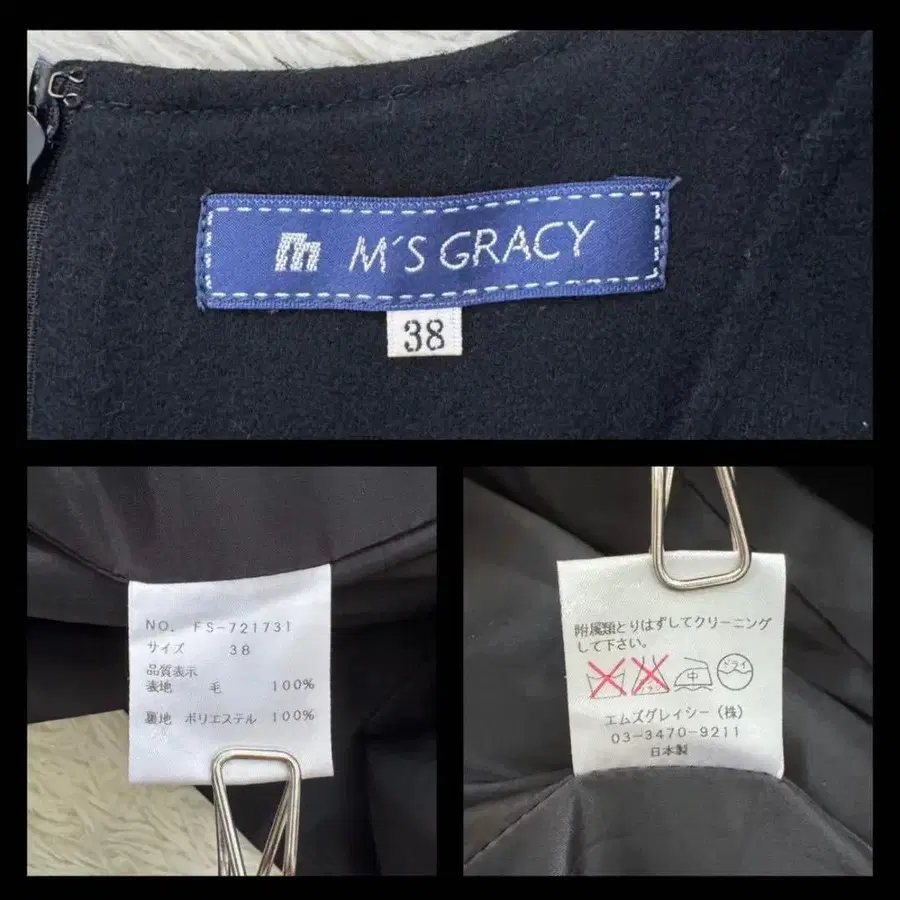 M'S GRACY
38
NO. FS-721731
サイズ 38
品質表示
表地 毛 100%
裏地 ポリエステル 100%
附属類とりはずしてクリーニング
して下さい。
中 ドライ
エムズグレイシー(株)
03-3470-9211
日本製